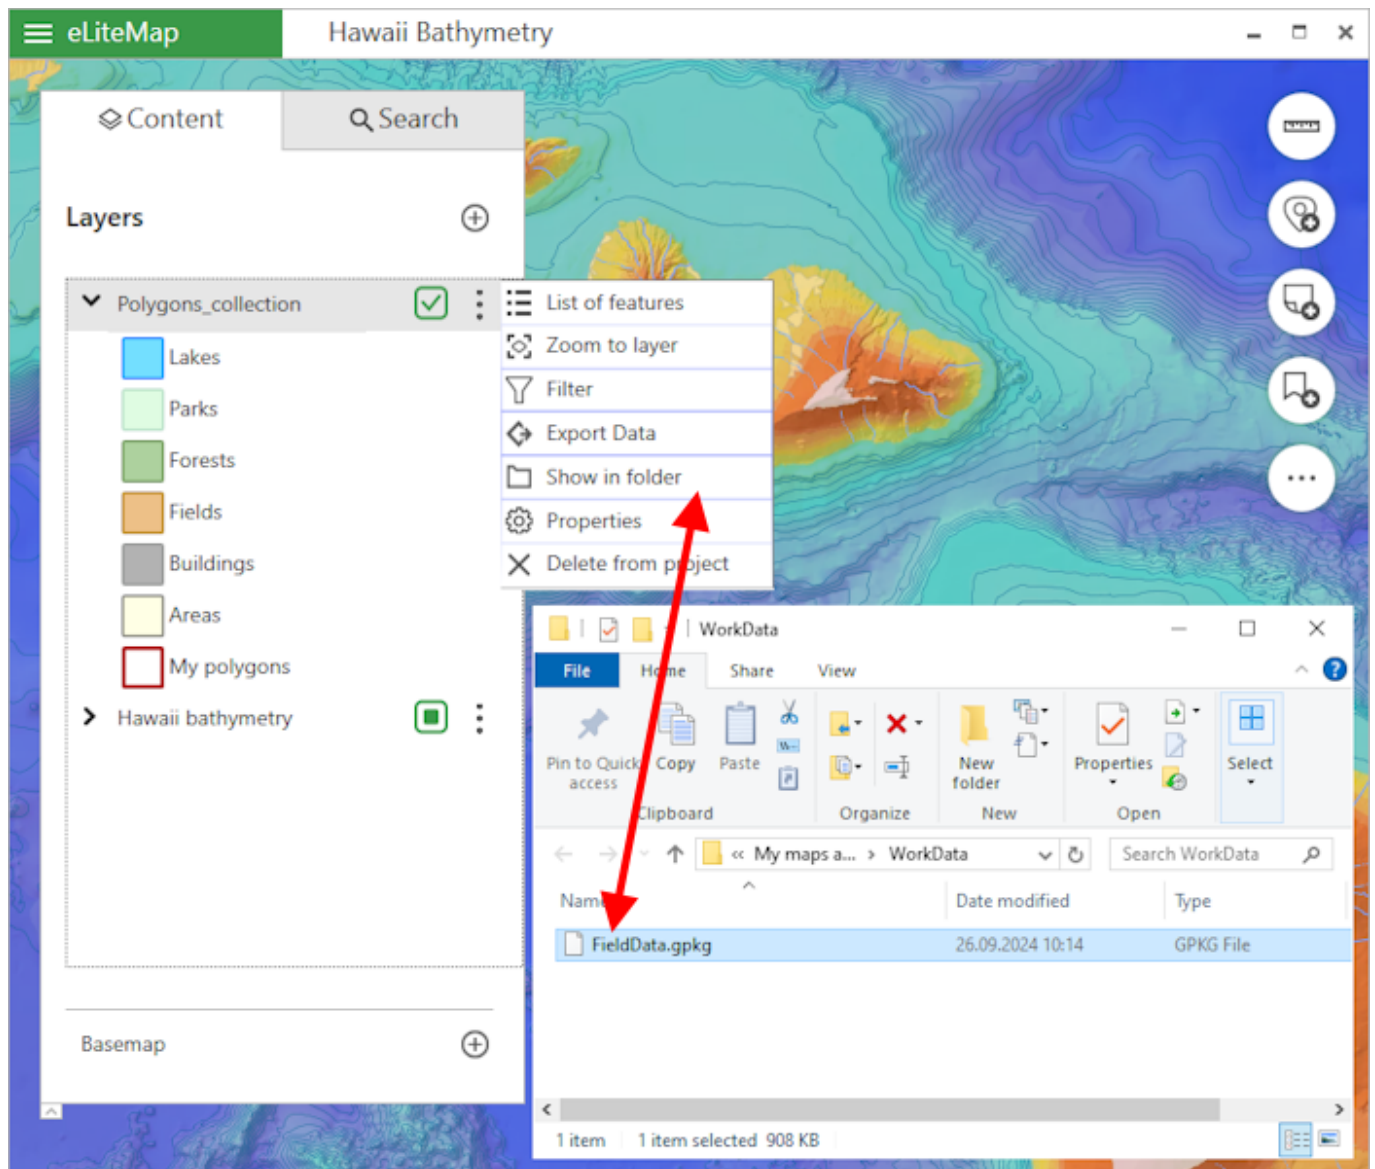 eLiteMap
Hawaii Bathymetry
Content
Search
Layers
Polygons_collection
Lakes
Parks
Forests
Fields
Buildings
Areas
My polygons
Hawaii bathymetry
Basemap
List of features
Zoom to layer
Filter
Export Data
Show in folder
Properties
Delete from project
WorkData
File
Home
Share
View
Pin to Quick
access
Copy
Paste
Clipboard
Organize
New
folder
New
Properties
Open
Select
« My maps a... › WorkData
Search WorkData
Name
Date modified
Type
FieldData.gpkg
26.09.2024 10:14
GPKG File
1 item
1 item selected 908 KB